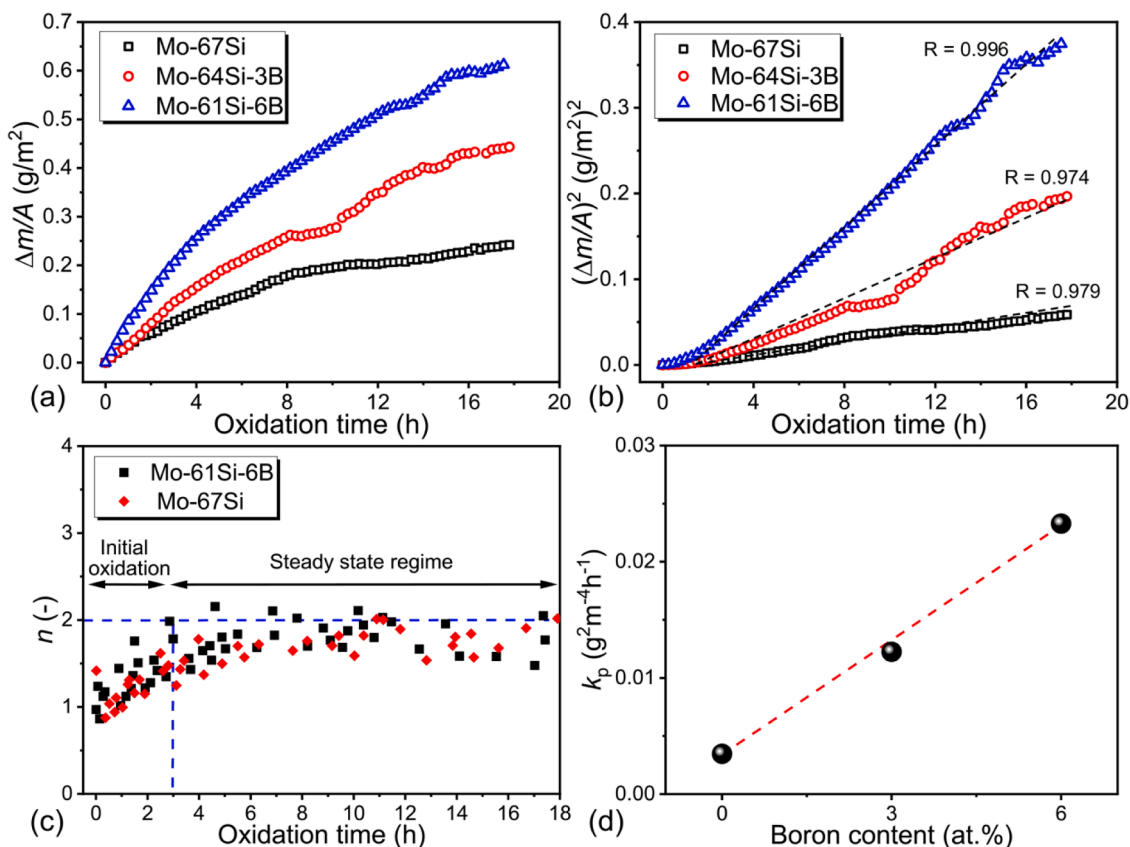 Mo-67Si
Mo-64Si-3B
Mo-61Si-6B
0.7
0.6
0.5
0.4
0.3
0.2
0.1
0.0
Δm/A (g/m²)
0 4 8 12 16 20
(a) Oxidation time (h)
Mo-67Si
Mo-64Si-3B
Mo-61Si-6B
R = 0.996
R = 0.974
R = 0.979
0.4
0.3
0.2
0.1
0.0
(Δm/A)² (g/m²)²
0 4 8 12 16 20
(b) Oxidation time (h)
Mo-61Si-6B
Mo-67Si
Initial
oxidation
Steady state regime
4
3
2
1
0
n (-)
0 2 4 6 8 10 12 14 16 18
(c) Oxidation time (h)
0.03
0.02
0.01
0.00
kₚ (g²m⁻⁴h⁻¹)
0 3 6
(d) Boron content (at.%)